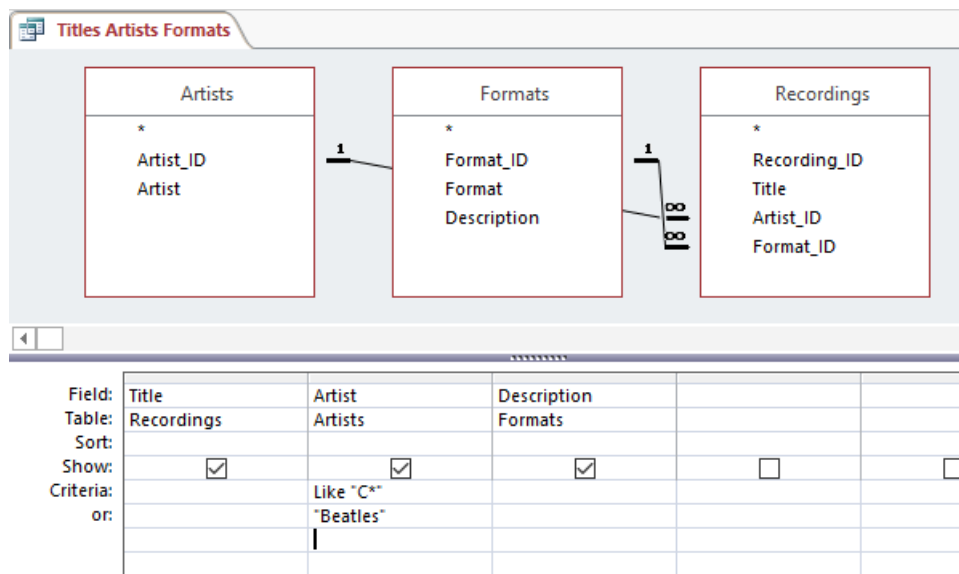 Titles Artists Formats
Artists
*
Artist_ID
Artist
1
Formats
*
Format_ID
Format
Description
1
∞
∞
Recordings
*
Recording_ID
Title
Artist_ID
Format_ID
Field: Title Artist Description
Table: Recordings Artists Formats
Sort:
Show:
Criteria: Like "C*"
or: "Beatles"